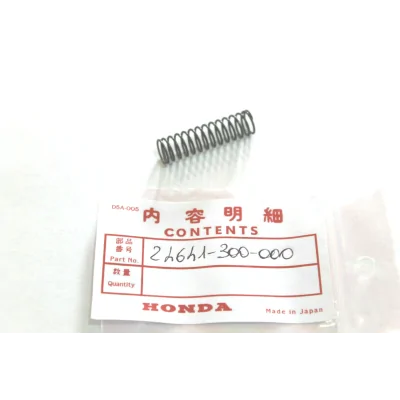 05A-005
内容明細
CONTENTS
部品番号 Part No. 24641-300-000
数量 Quantity
HONDA Made in Japan